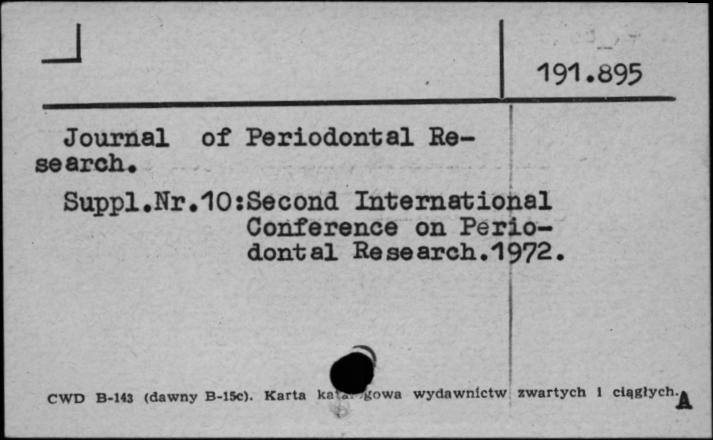 191.895
Journal of Periodontal Re-
search.
Suppl.Nr.10:Second International
Conference on Perio-
dontal Research.1972.
CWD B-143 (dawny B-15c). Karta wydawnictw zwartych i ciągłych.
A